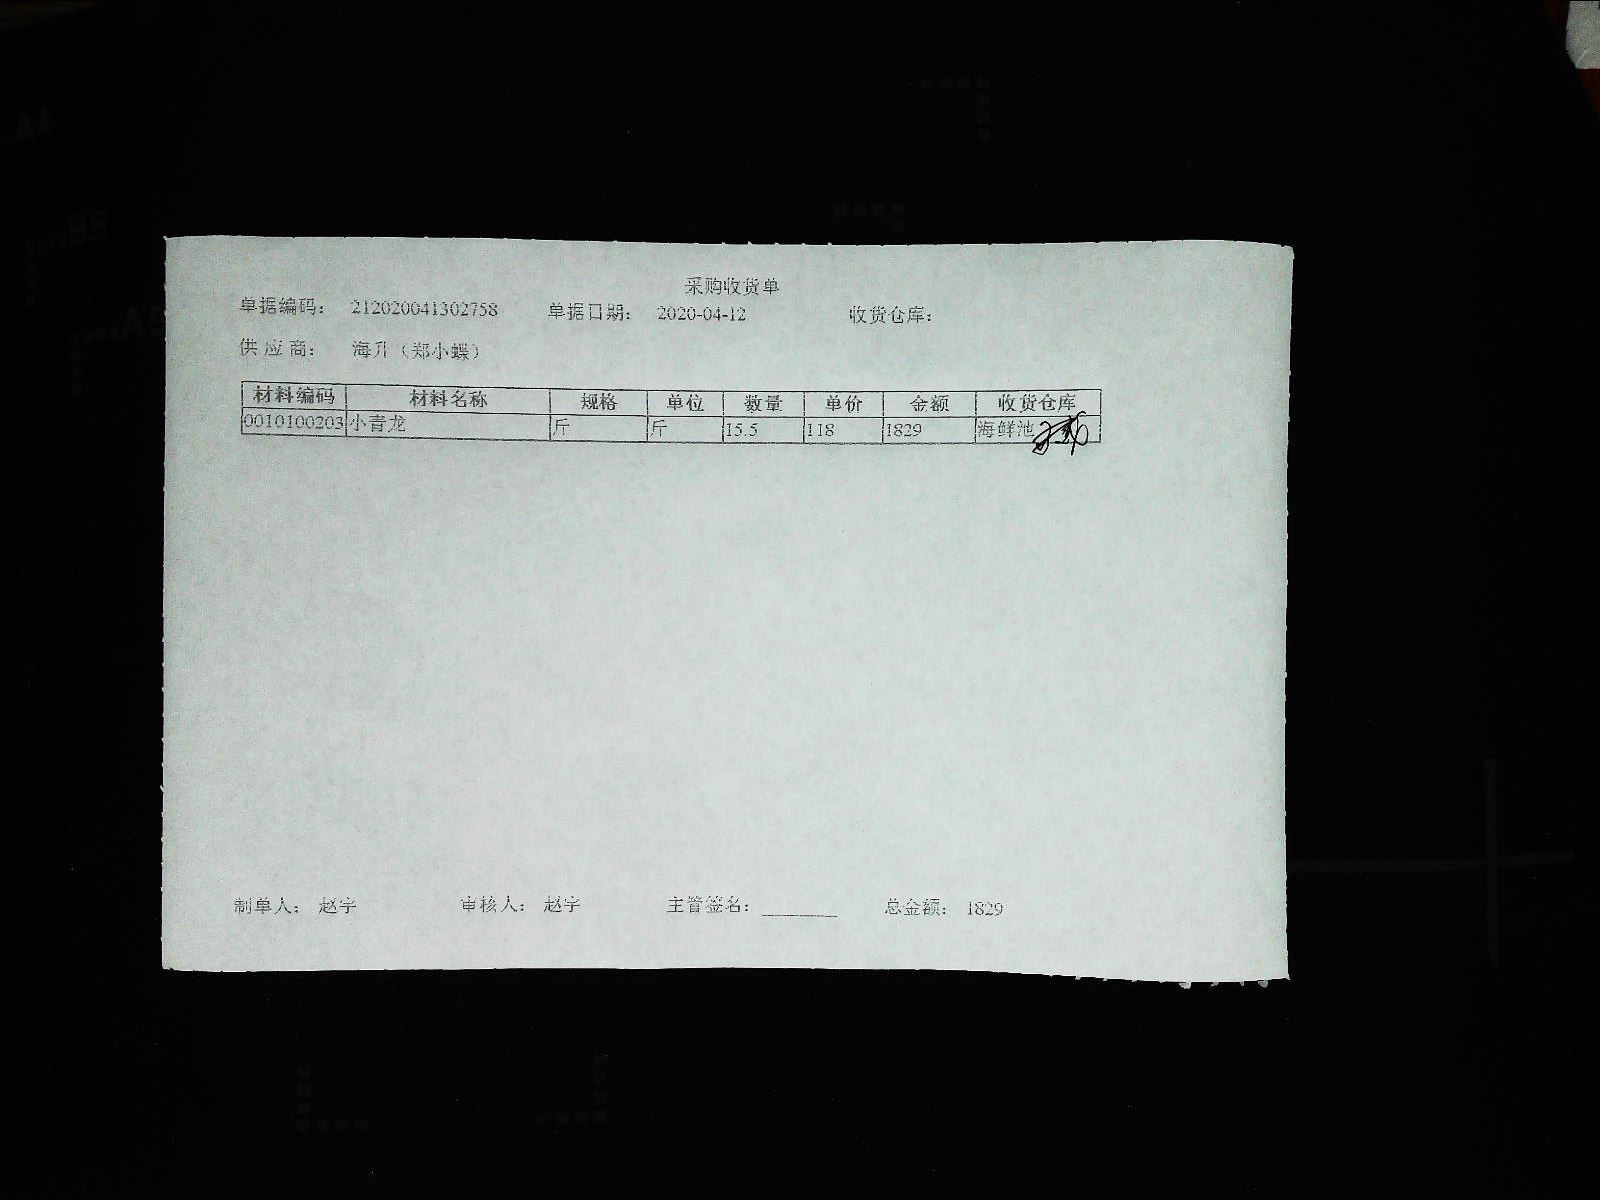 采购收货单
单据编码: 212020041302758 单据日期: 2020-04-12 收货仓库:
供应商: 海升（郑小蝶）
材料编码 材料名称 规格 单位 数量 单价 金额 收货仓库
0010100203 小青龙 斤 斤 15.5 118 1829 海鲜池
制单人: 赵宇 审核人: 赵宇 主管签名: 总金额: 1829